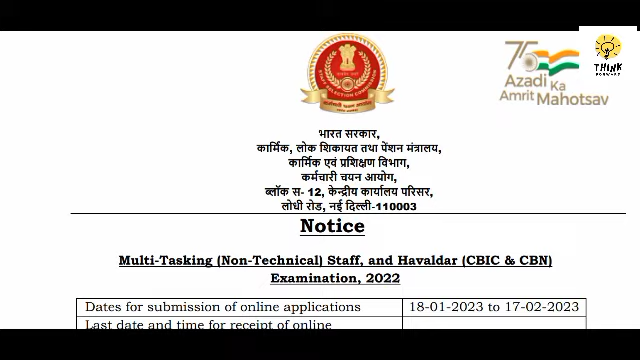 75
Azadi Ka
Amrit Mahotsav
THINK
FORWARD
भारत सरकार,
कार्मिक, लोक शिकायत तथा पेंशन मंत्रालय,
कार्मिक एवं प्रशिक्षण विभाग,
कर्मचारी चयन आयोग,
ब्लॉक स- 12, केन्द्रीय कार्यालय परिसर,
लोधी रोड, नई दिल्ली-110003
Notice
Multi-Tasking (Non-Technical) Staff, and Havaldar (CBIC & CBN)
Examination, 2022
Dates for submission of online applications 18-01-2023 to 17-02-2023
Last date and time for receipt of online